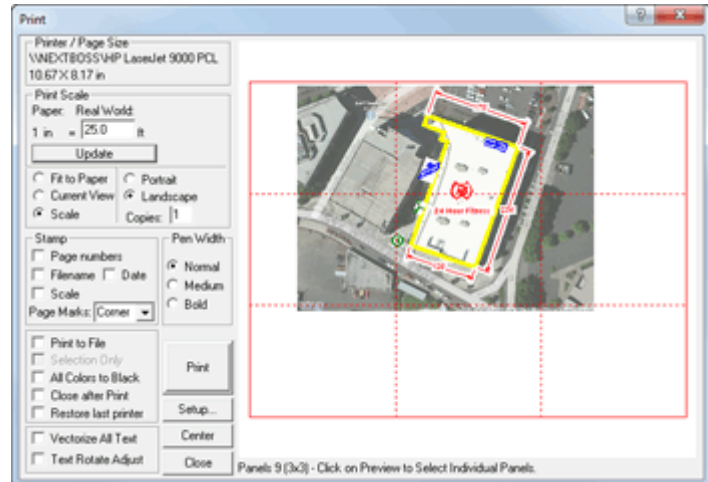 Print
Printer / Page Size
\\NEXTBOSS\HP LaserJet 9000 PCL
10.67 X 8.17 in
Print Scale
Paper: Real World:
1 in = 25.0 ft
Update
Fit to Paper
Current View
Scale
Portrait
Landscape
Copies: 1
Stamp
Page numbers
Filename Date
Scale
Page Marks: Corner
Pen Width
Normal
Medium
Bold
Print to File
Selection Only
All Colors to Black
Close after Print
Restore last printer
Vectorize All Text
Text Rotate Adjust
Print
Setup...
Center
Close
24 Hour Fitness
Panels 9 (3x3) - Click on Preview to Select Individual Panels.